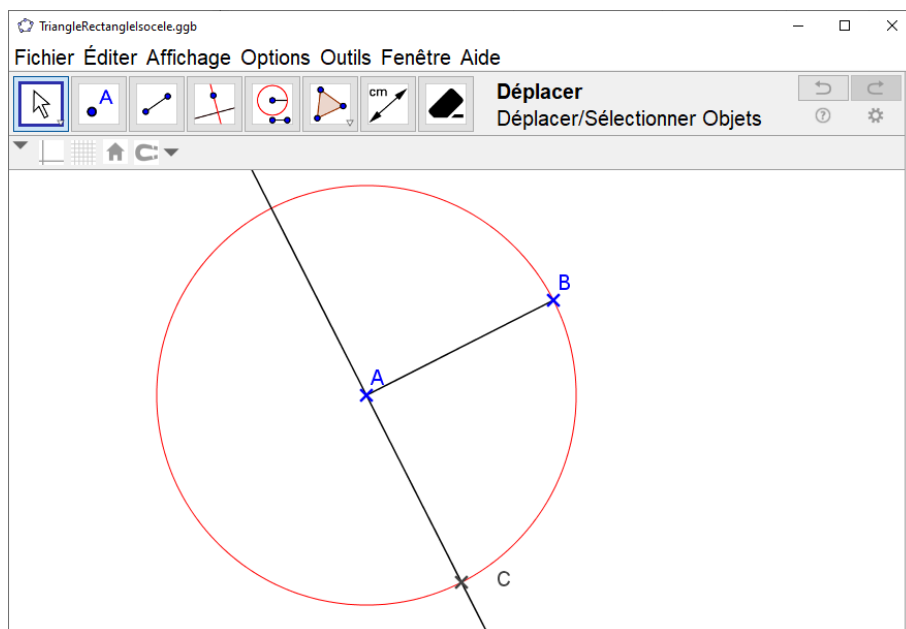 TriangleRectangleIsocele.ggb
Fichier Éditer Affichage Options Outils Fenêtre Aide
A
cm
Déplacer
Déplacer/Sélectionner Objets
B
A
C